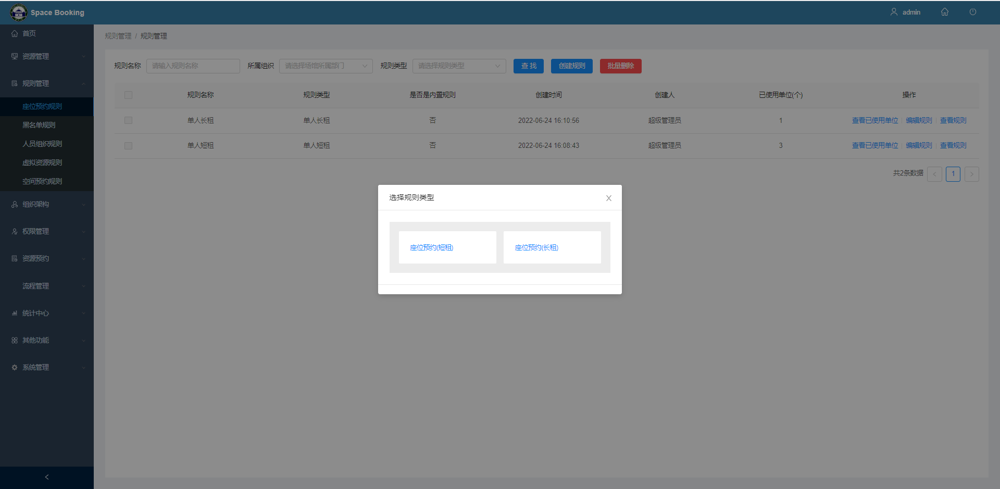 Space Booking
admin
首页
资源管理
规则管理
座位预约规则
黑名单规则
人员组织规则
虚拟资源规则
空间预约规则
组织架构
权限管理
资源预约
流程管理
统计中心
其他功能
系统管理
规则管理 / 规则管理
规则名称 请输入规则名称 所属组织 请选择场馆所属部门 规则类型 请选择规则类型 查 找 创建规则 批量删除
规则名称 规则类型 是否是内置规则 创建时间 创建人 已使用单位(个) 操作
单人长租 单人长租 否 2022-06-24 16:10:56 超级管理员 1 查看已使用单位 编辑规则 查看规则
单人短租 单人短租 否 2022-06-24 16:08:43 超级管理员 3 查看已使用单位 编辑规则 查看规则
共2条数据 < 1 >
选择规则类型
座位预约(短租) 座位预约(长租)